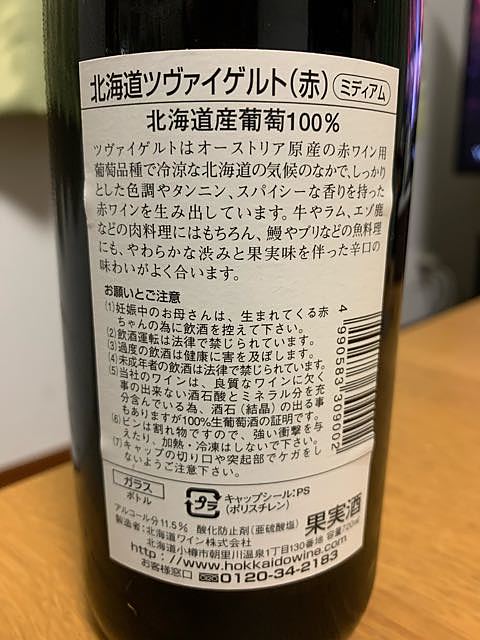 北海道ツヴァイゲルト(赤) ミディアム
北海道産葡萄100%
ツヴァイゲルトはオーストリア原産の赤ワイン用
葡萄品種で冷涼な北海道の気候のなかで、しっかり
とした色調やタンニン、スパイシーな香りを持った
赤ワインを生み出しています。牛やラム、エゾ鹿
などの肉料理にはもちろん、鰻やブリなどの魚料理
にも、やわらかな渋みと果実味を伴った辛口の
味わいがよく合います。
お願いとご注意
(1)妊娠中のお母さんは、生まれてくる赤
ちゃんの為に飲酒を控えて下さい。
(2)飲酒運転は法律で禁じられています。
(3)過度の飲酒は健康に害を及ぼします。
(4)未成年者の飲酒は法律で禁じられています。
(5)当社のワインは、良質なワインに欠く
事の出来ない酒石酸とミネラル分を充
分含んでいる為、酒石(結晶)の出る事
もありますが100%生葡萄酒の証明です。
(6)ビンは割れ物ですので、強い衝撃を与
えたり、加熱・冷凍はしないで下さい。
(7)キャップの切り口や突起部でケガをし
ないようご注意下さい。
4 990583 309002
ガラス
ボトル
プラ
キャップシール:PS
(ポリスチレン)
果実酒
アルコール分11.5% 酸化防止剤(亜硫酸塩)
製造者:北海道ワイン株式会社
北海道小樽市朝里川温泉1丁目130番地 容量720ml
http://www.hokkaidowine.com
お客様窓口 0120-34-2183